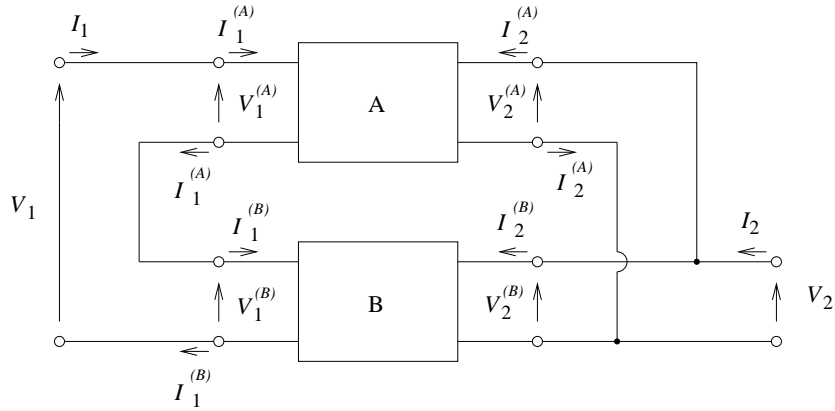 I1 I1(A) I2(A)
V1(A) A V2(A)
I1(A) I2(A)
V1 I1(B) I2(B) I2
V1(B) B V2(B) V2
I1(B)